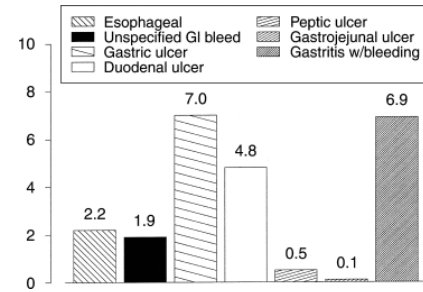 Esophageal
Unspecified GI bleed
Gastric ulcer
Duodenal ulcer
Peptic ulcer
Gastrojejunal ulcer
Gastritis w/bleeding
10
8
6
4
2
0
2.2
1.9
7.0
4.8
0.5
0.1
6.9